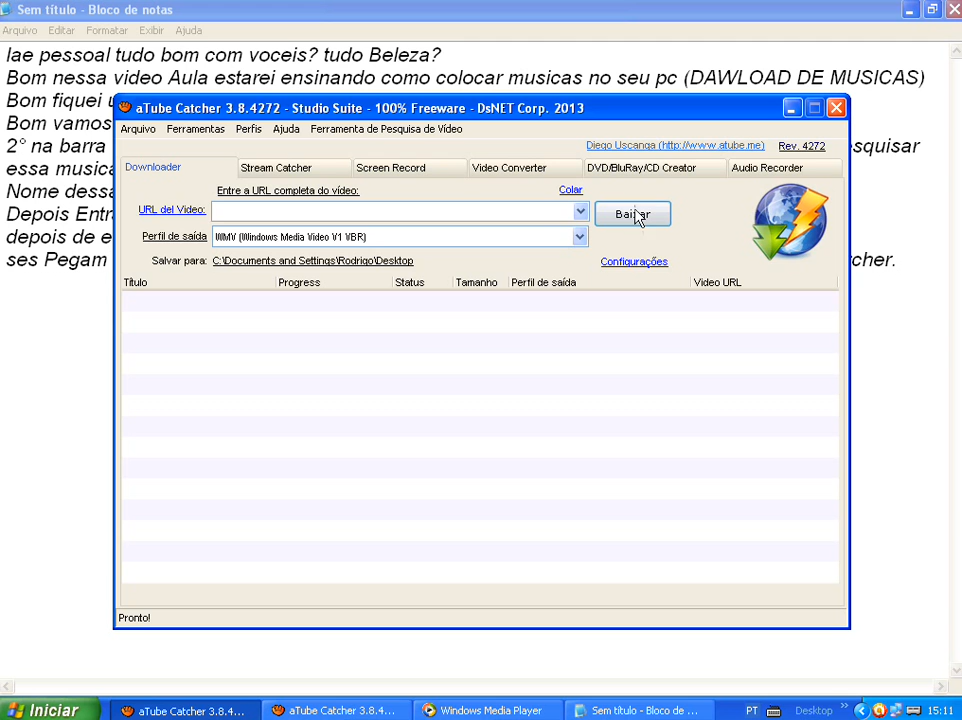 Sem título - Bloco de notas
Arquivo Editar Formatar Exibir Ajuda
Iae pessoal tudo bom com voceis? tudo Beleza?
Bom nessa video Aula estarei ensinando como colocar musicas no seu pc (DAWLOAD DE MUSICAS)
Bom fiquei
Bom vamos
2° na barra
esquisar
essa musica
Nome dessa
Depois Entr
depois de e
ses Pegam
cher.
aTube Catcher 3.8.4272 - Studio Suite - 100% Freeware - DsNET Corp. 2013
Arquivo Ferramentas Perfis Ajuda Ferramenta de Pesquisa de Vídeo
Diego Uscanga (http://www.atube.me) Rev. 4272
Downloader Stream Catcher Screen Record Video Converter DVD/BluRay/CD Creator Audio Recorder
Entre a URL completa do vídeo: Colar
URL del Video: Baixar
Perfil de saída WMV (Windows Media Video V1 VBR)
Salvar para: C:\Documents and Settings\Rodrigo\Desktop Configurações
Título Progress Status Tamanho Perfil de saída Video URL
Pronto!
Iniciar aTube Catcher 3.8.4... aTube Catcher 3.8.4... Windows Media Player Sem título - Bloco de ... PT Desktop 15:11